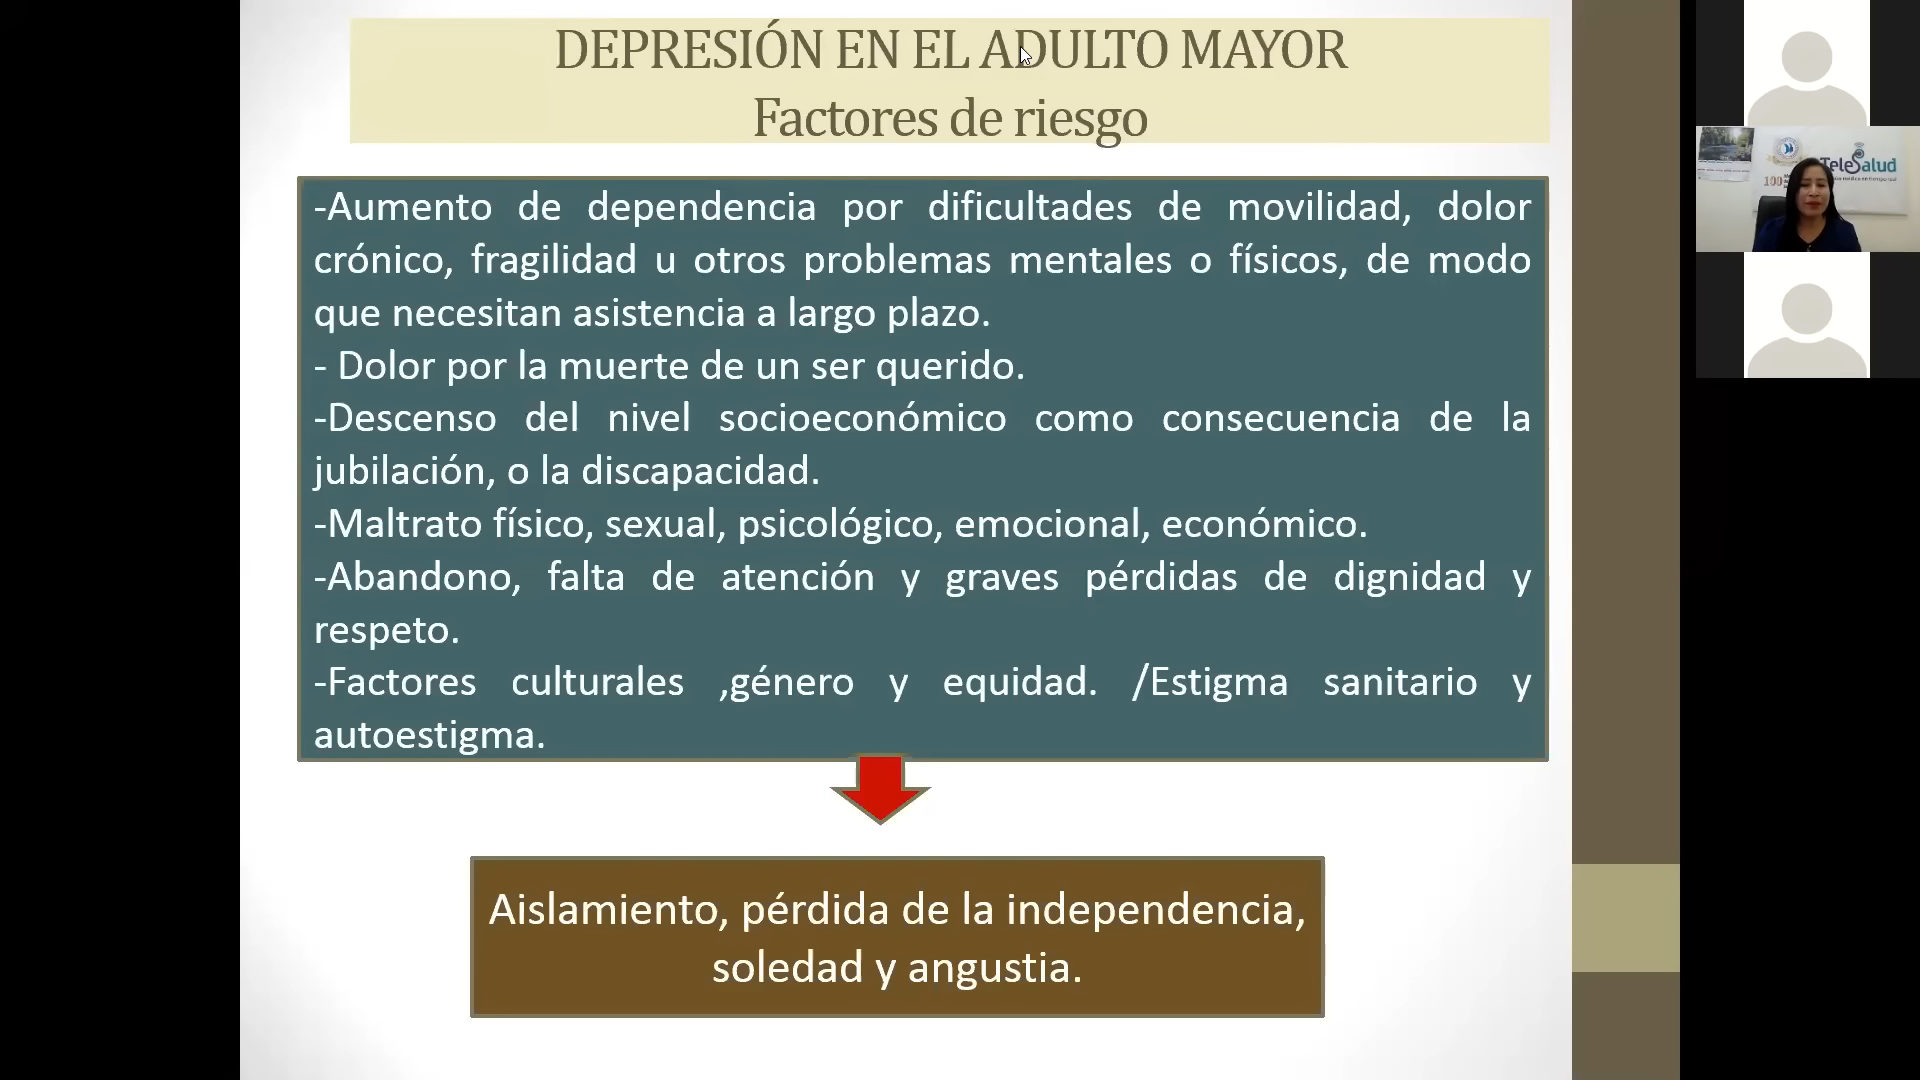 DEPRESIÓN EN EL ADULTO MAYOR
Factores de riesgo
-Aumento de dependencia por dificultades de movilidad, dolor
crónico, fragilidad u otros problemas mentales o físicos, de modo
que necesitan asistencia a largo plazo.
- Dolor por la muerte de un ser querido.
-Descenso del nivel socioeconómico como consecuencia de la
jubilación, o la discapacidad.
-Maltrato físico, sexual, psicológico, emocional, económico.
-Abandono, falta de atención y graves pérdidas de dignidad y
respeto.
-Factores culturales ,género y equidad. /Estigma sanitario y
autoestigma.
Aislamiento, pérdida de la independencia,
soledad y angustia.
TeleSalud
100